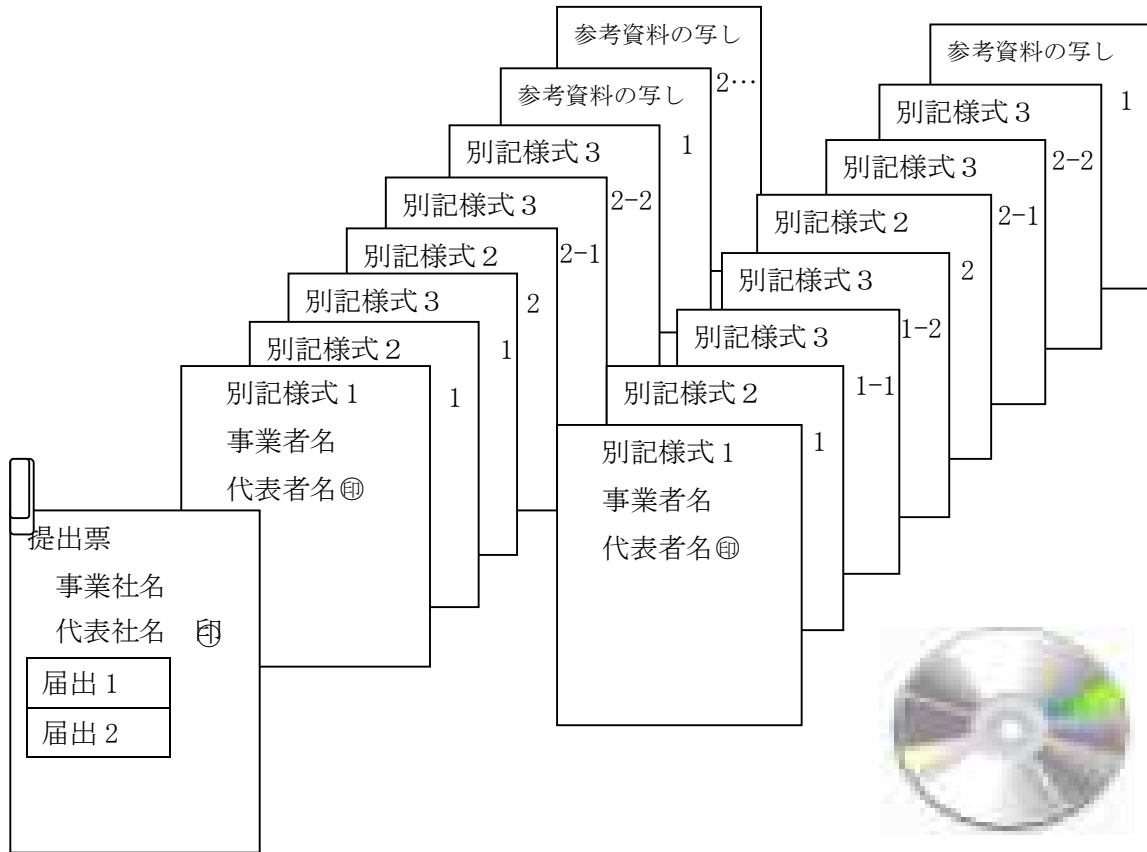 提出票
事業社名
代表社名 ㊞
届出1
届出2
別記様式1
事業者名
代表者名㊞
別記様式2
1
別記様式3
1
別記様式2
2
別記様式3
2-1
別記様式3
2-2
参考資料の写し
1
参考資料の写し
2…
別記様式1
事業者名
代表者名㊞
別記様式2
1
別記様式3
1-1
別記様式3
1-2
別記様式2
2
別記様式3
2-1
別記様式3
2-2
参考資料の写し
1